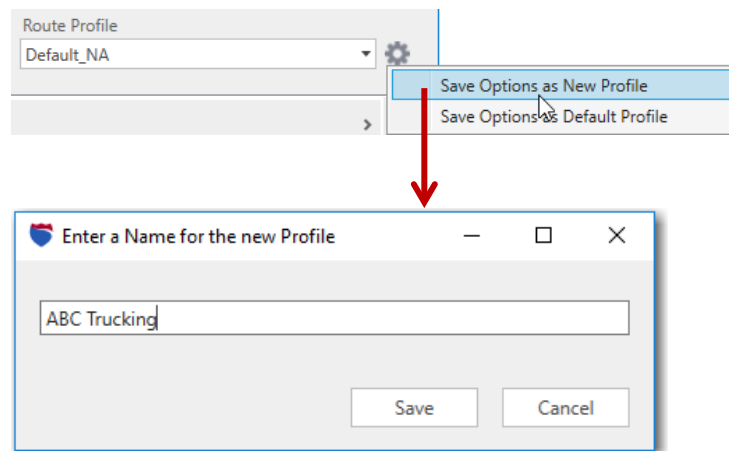 Route Profile
Default_NA
Save Options as New Profile
Save Options as Default Profile
Enter a Name for the new Profile
ABC Trucking
Save
Cancel